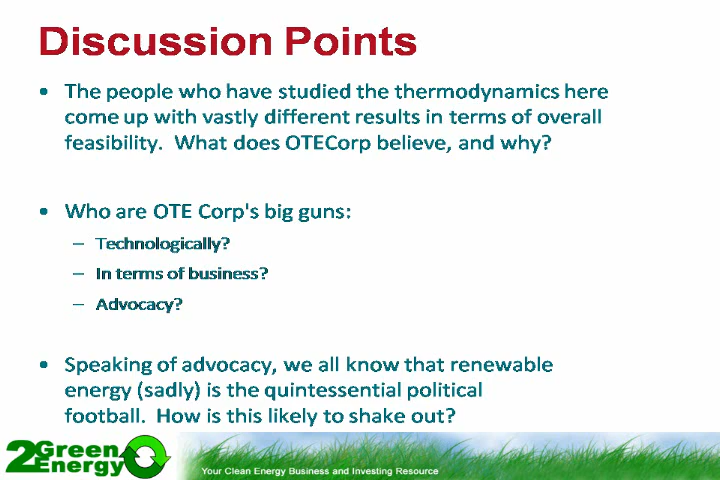 Discussion Points
• The people who have studied the thermodynamics here
come up with vastly different results in terms of overall
feasibility.  What does OTECorp believe, and why?
• Who are OTE Corp's big guns:
– Technologically?
– In terms of business?
– Advocacy?
• Speaking of advocacy, we all know that renewable
energy (sadly) is the quintessential political
football.  How is this likely to shake out?
2Green
Energy
Your Clean Energy Business and Investing Resource